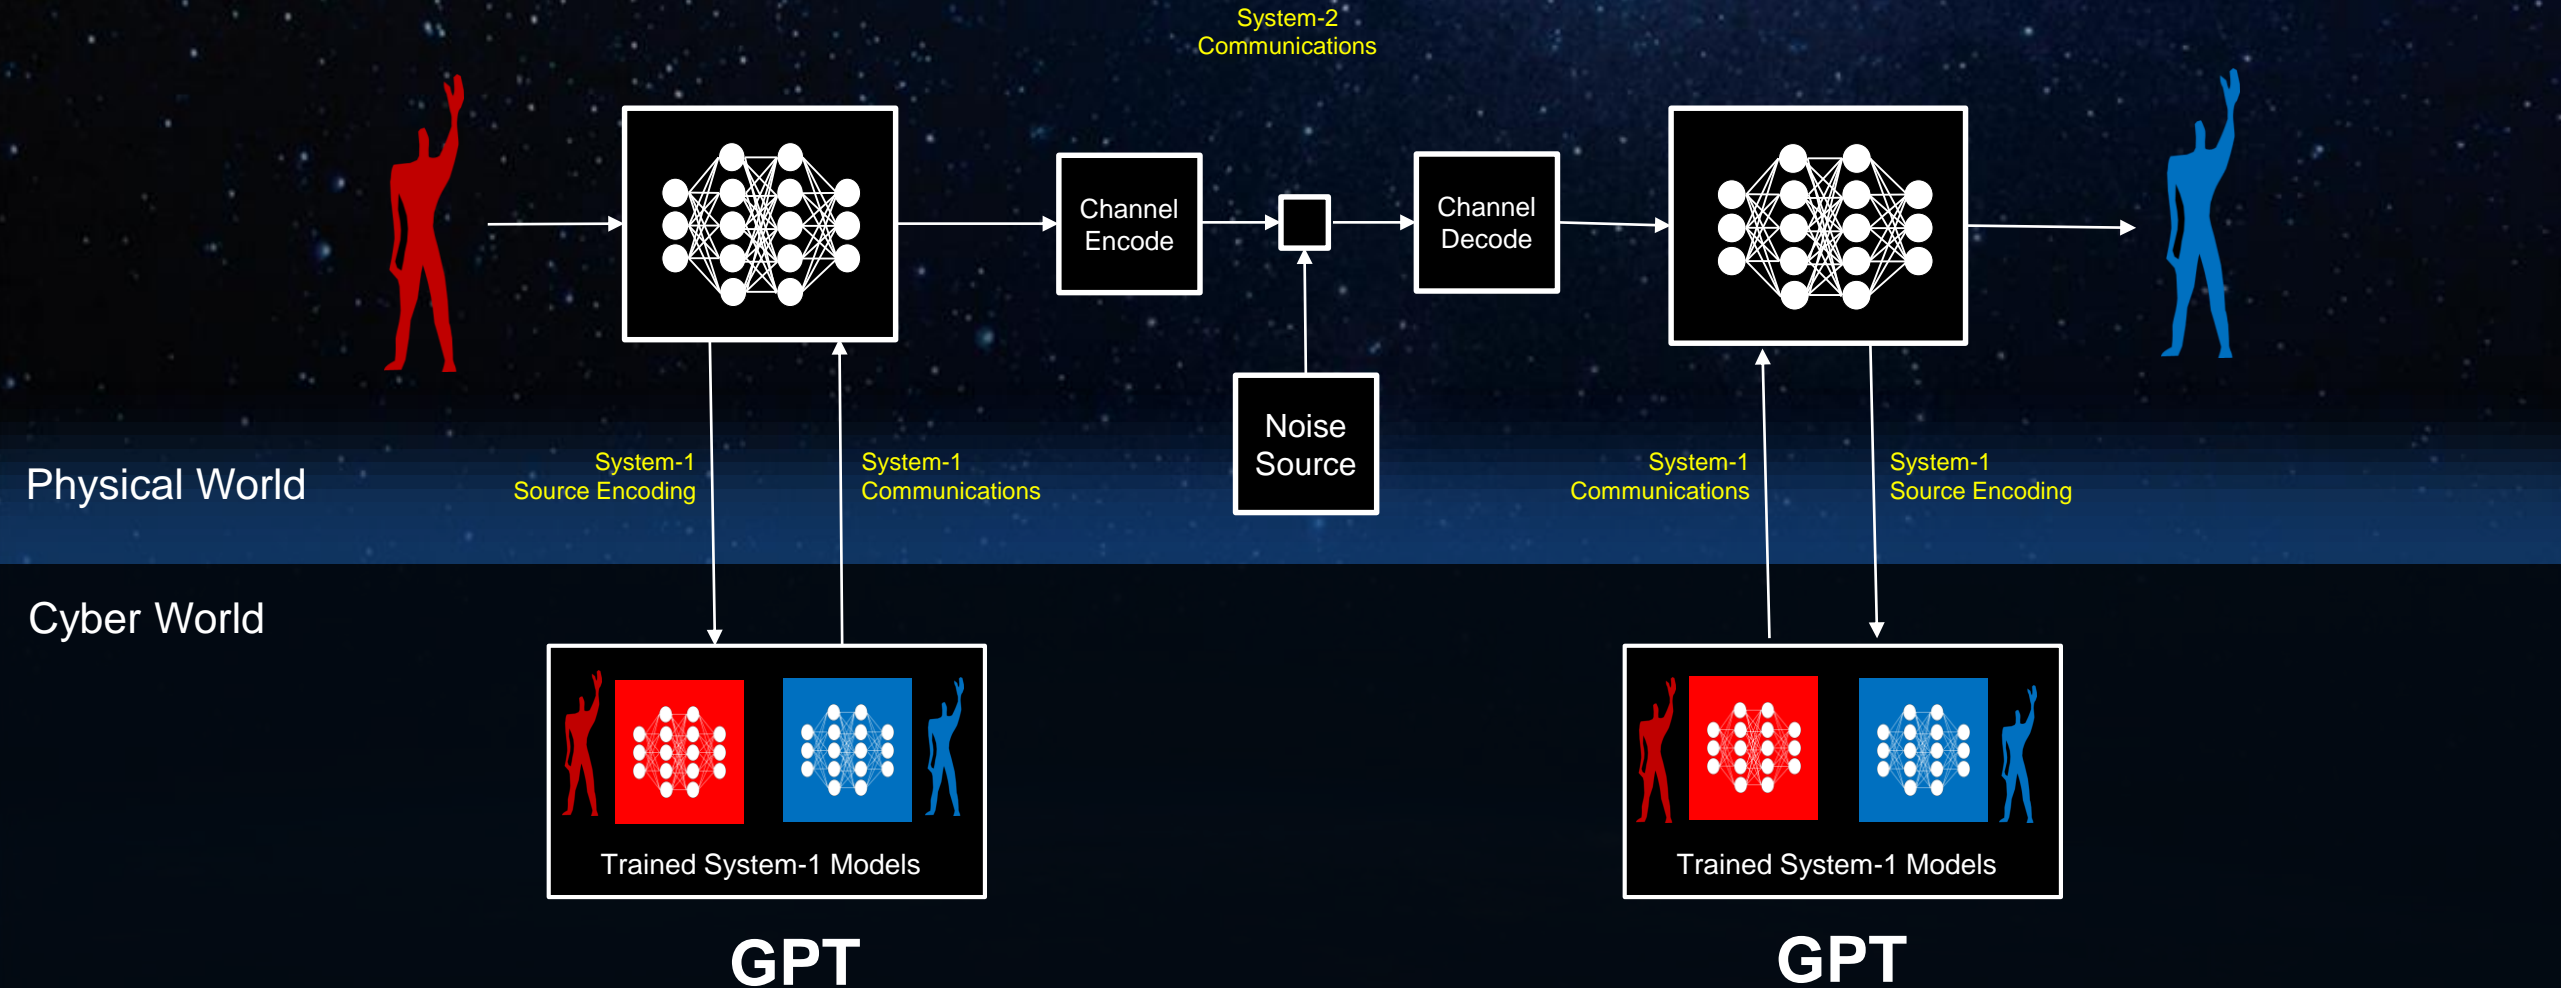 System-2
Communications
Channel
Encode
Channel
Decode
Noise
Source
Physical World
System-1
Source Encoding
System-1
Communications
System-1
Communications
System-1
Source Encoding
Cyber World
Trained System-1 Models
Trained System-1 Models
GPT
GPT